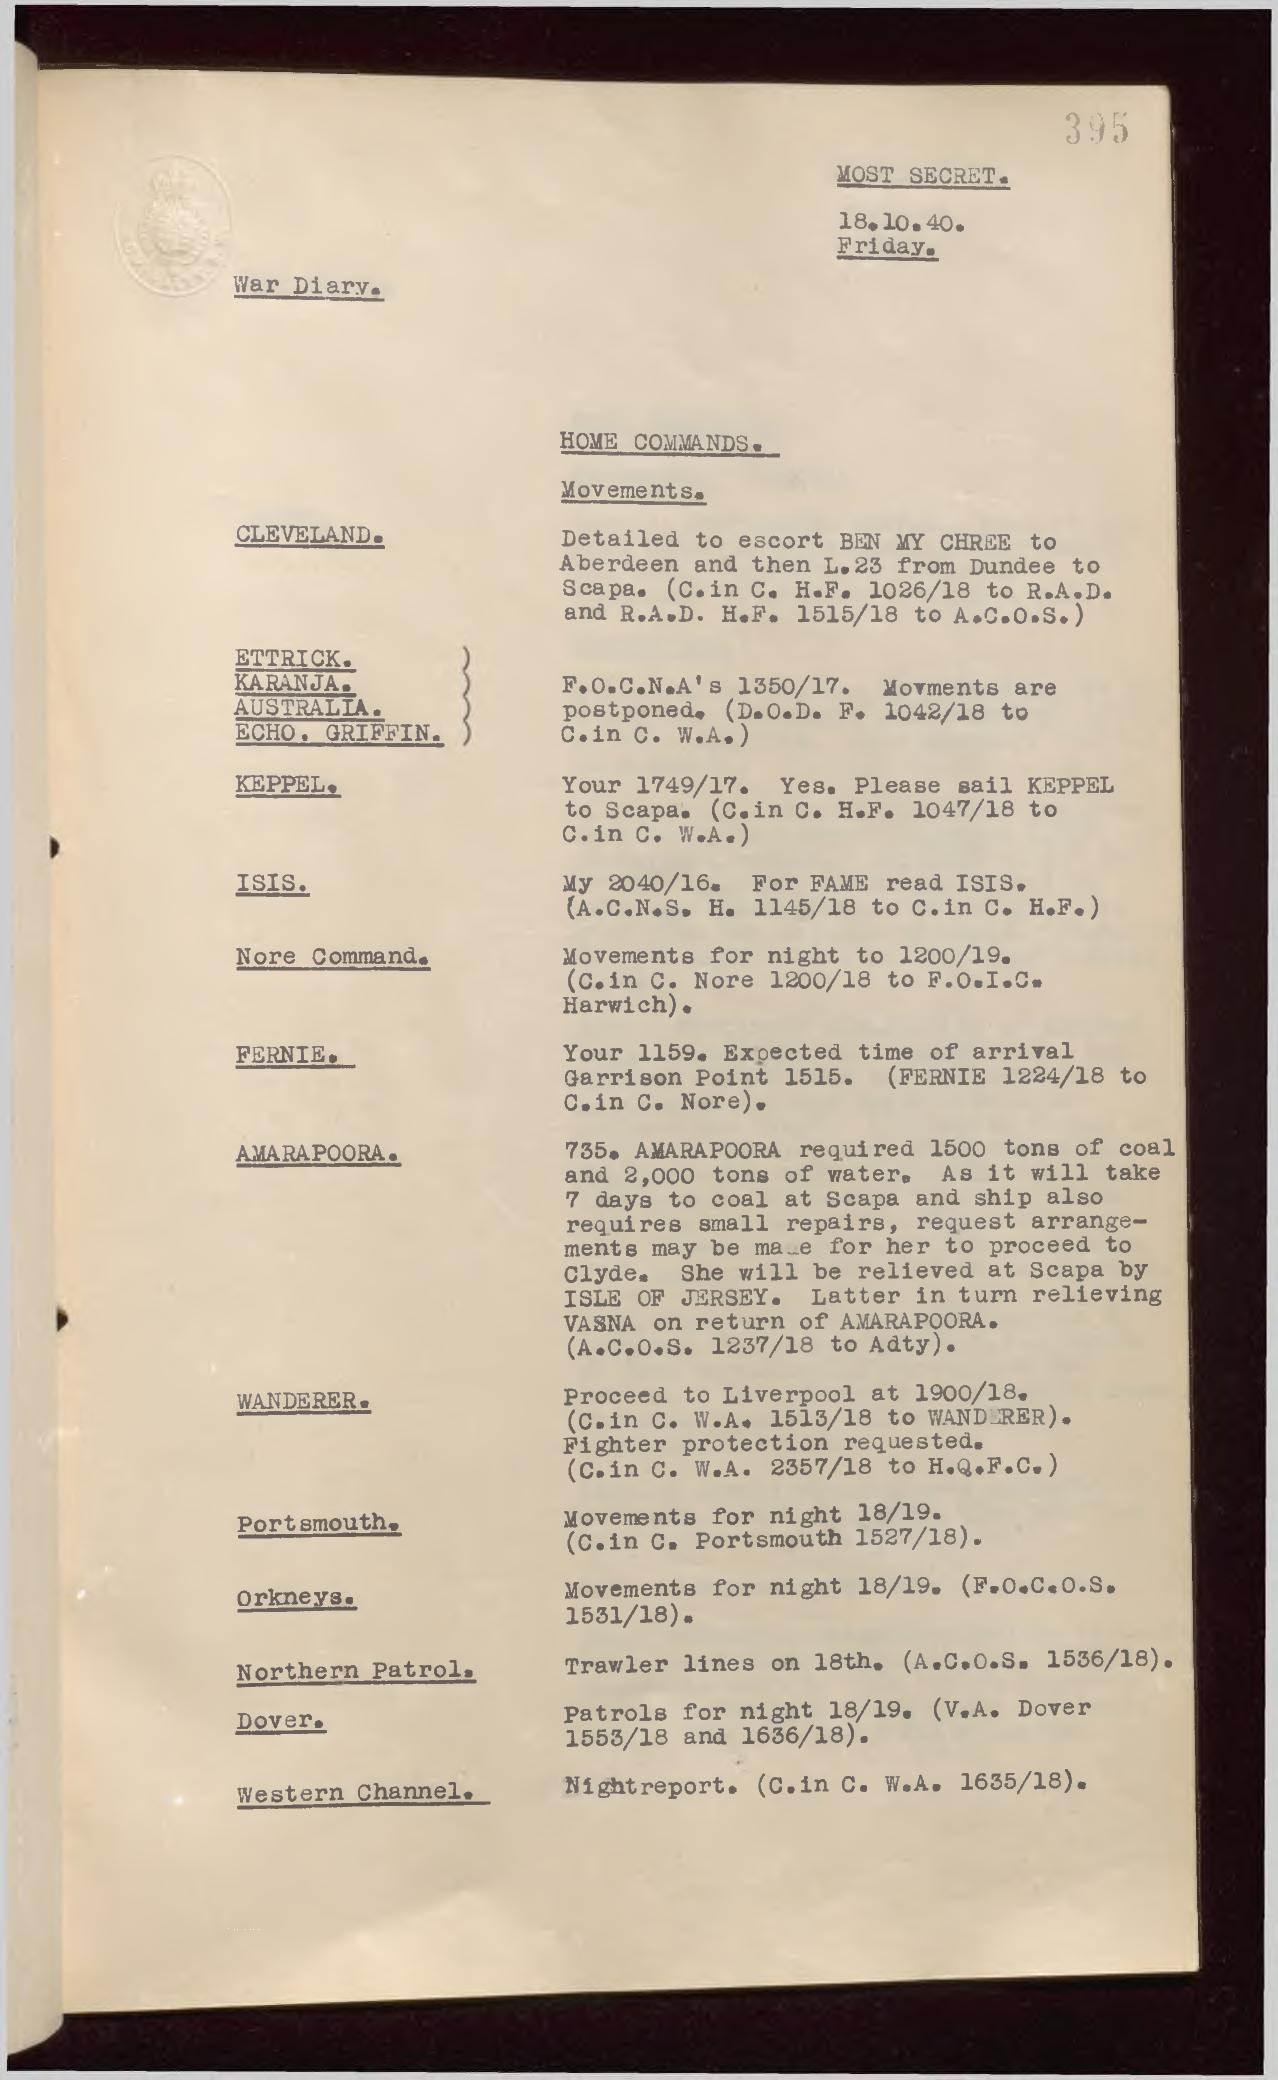 395
MOST SECRET.
18.10.40.
Friday.
War Diary.
HOME COMMANDS.
Movements.
CLEVELAND.
Detailed to escort BEN MY CHREE to
Aberdeen and then L.23 from Dundee to
Scapa. (C.in C. H.F. 1026/18 to R.A.D.
and R.A.D. H.F. 1515/18 to A.C.O.S.)
ETTRICK. )
KARANJA. )
AUSTRALIA. )
ECHO. GRIFFIN. )
F.O.C.N.A's 1350/17. Movments are
postponed. (D.O.D. F. 1042/18 to
C.in C. W.A.)
KEPPEL.
Your 1749/17. Yes. Please sail KEPPEL
to Scapa. (C.in C. H.F. 1047/18 to
C.in C. W.A.)
ISIS.
My 2040/16. For FAME read ISIS.
(A.C.N.S. H. 1145/18 to C.in C. H.F.)
Nore Command.
Movements for night to 1200/19.
(C.in C. Nore 1200/18 to F.O.I.C.
Harwich).
FERNIE.
Your 1159. Expected time of arrival
Garrison Point 1515. (FERNIE 1224/18 to
C.in C. Nore).
AMARAPOORA.
735. AMARAPOORA required 1500 tons of coal
and 2,000 tons of water. As it will take
7 days to coal at Scapa and ship also
requires small repairs, request arrange-
ments may be made for her to proceed to
Clyde. She will be relieved at Scapa by
ISLE OF JERSEY. Latter in turn relieving
VASNA on return of AMARAPOORA.
(A.C.O.S. 1237/18 to Adty).
WANDERER.
Proceed to Liverpool at 1900/18.
(C.in C. W.A. 1513/18 to WANDERER).
Fighter protection requested.
(C.in C. W.A. 2357/18 to H.Q.F.C.)
Portsmouth.
Movements for night 18/19.
(C.in C. Portsmouth 1527/18).
Orkneys.
Movements for night 18/19. (F.O.C.O.S.
1531/18).
Northern Patrol.
Trawler lines on 18th. (A.C.O.S. 1536/18).
Dover.
Patrols for night 18/19. (V.A. Dover
1553/18 and 1636/18).
Western Channel.
Nightreport. (C.in C. W.A. 1635/18).